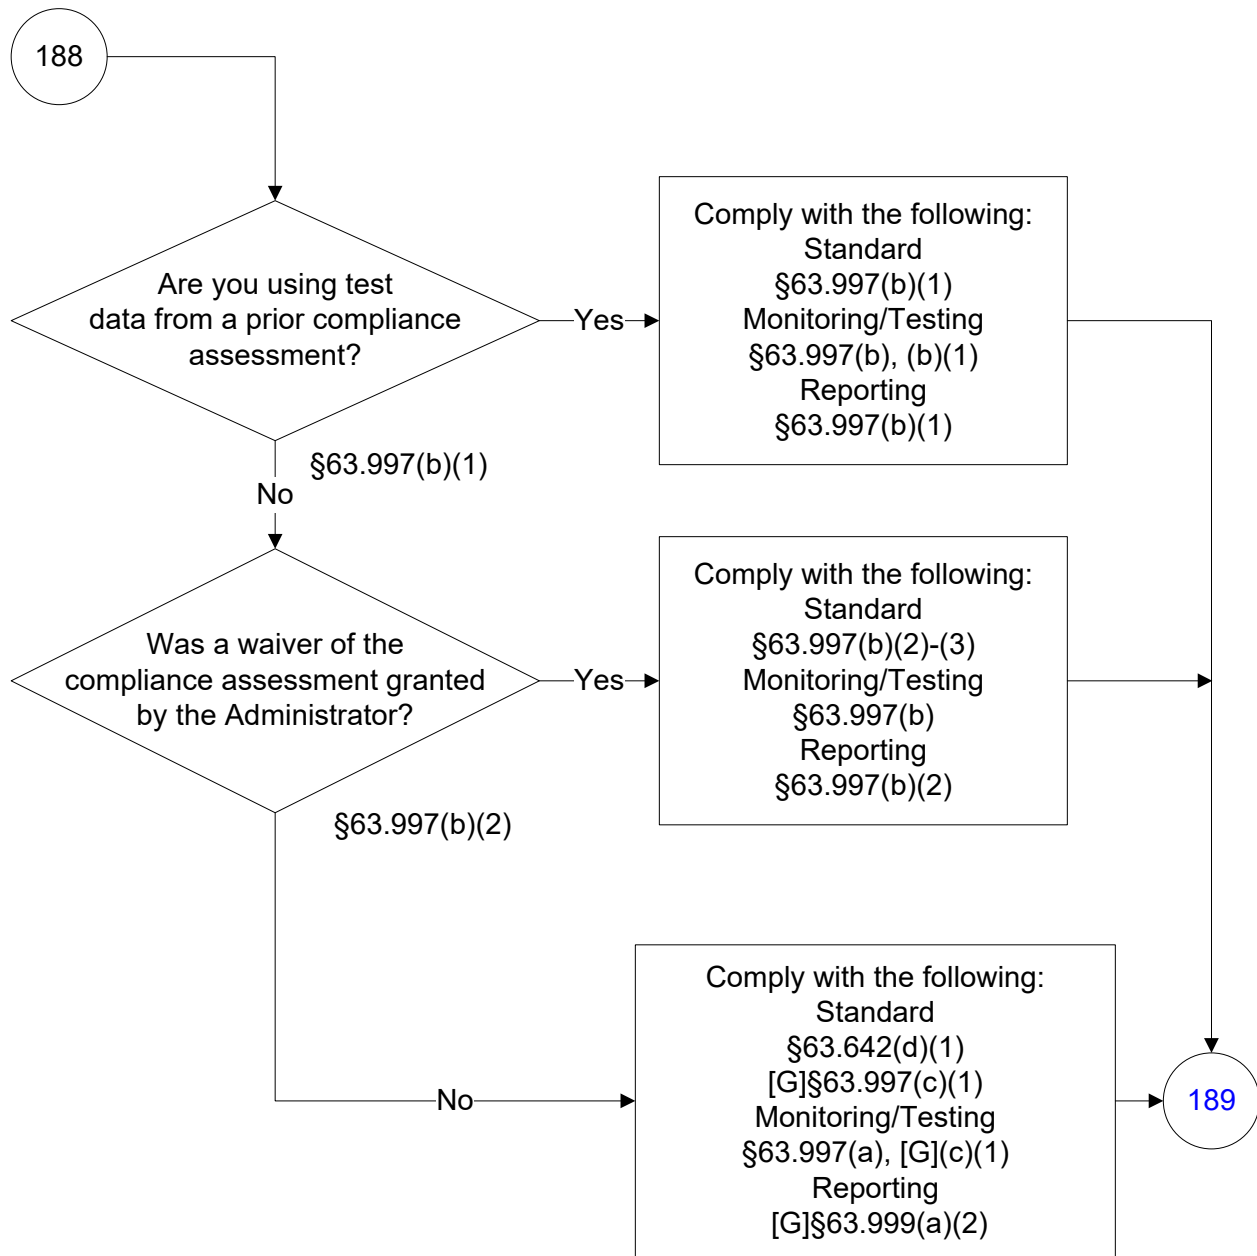 188
Are you using test
data from a prior compliance
assessment?
Yes
Comply with the following:
Standard
§63.997(b)(1)
Monitoring/Testing
§63.997(b), (b)(1)
Reporting
§63.997(b)(1)
§63.997(b)(1)
No
Was a waiver of the
compliance assessment granted
by the Administrator?
Yes
Comply with the following:
Standard
§63.997(b)(2)-(3)
Monitoring/Testing
§63.997(b)
Reporting
§63.997(b)(2)
§63.997(b)(2)
No
Comply with the following:
Standard
§63.642(d)(1)
[G]§63.997(c)(1)
Monitoring/Testing
§63.997(a), [G](c)(1)
Reporting
[G]§63.999(a)(2)
189